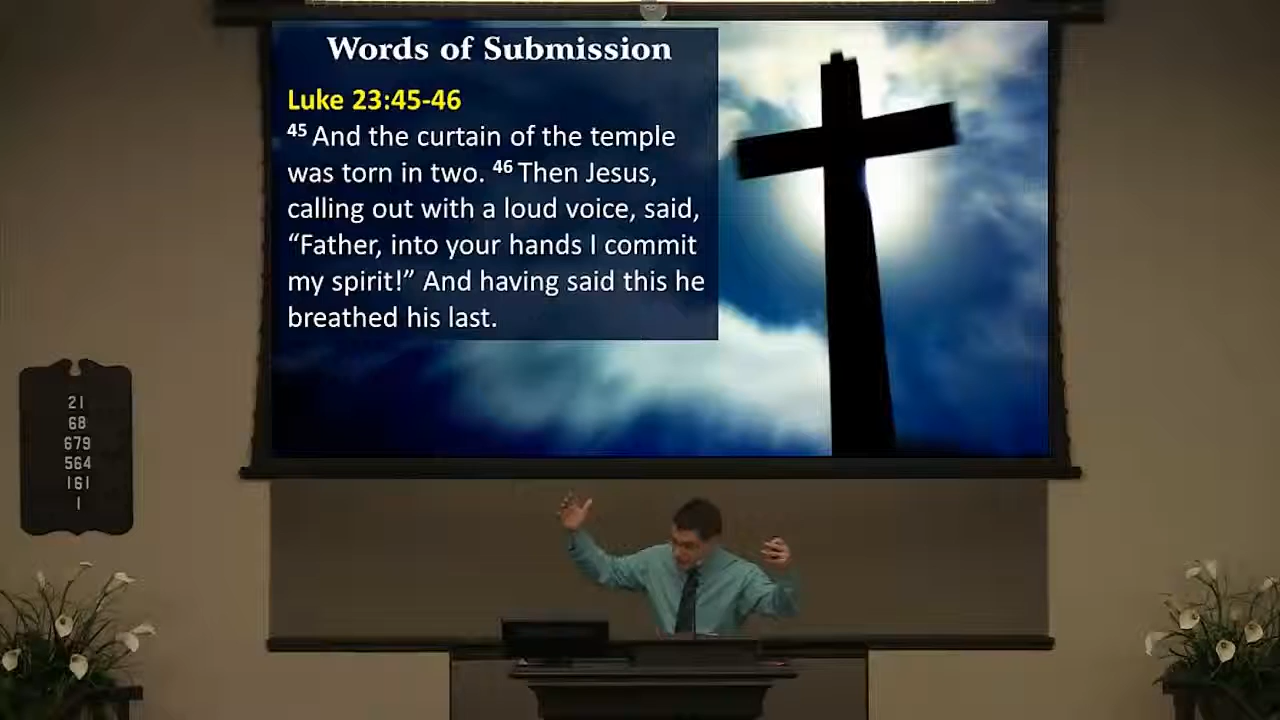 Words of Submission
Luke 23:45-46
45 And the curtain of the temple
was torn in two. 46 Then Jesus,
calling out with a loud voice, said,
“Father, into your hands I commit
my spirit!” And having said this he
breathed his last.
21
68
679
564
161
1